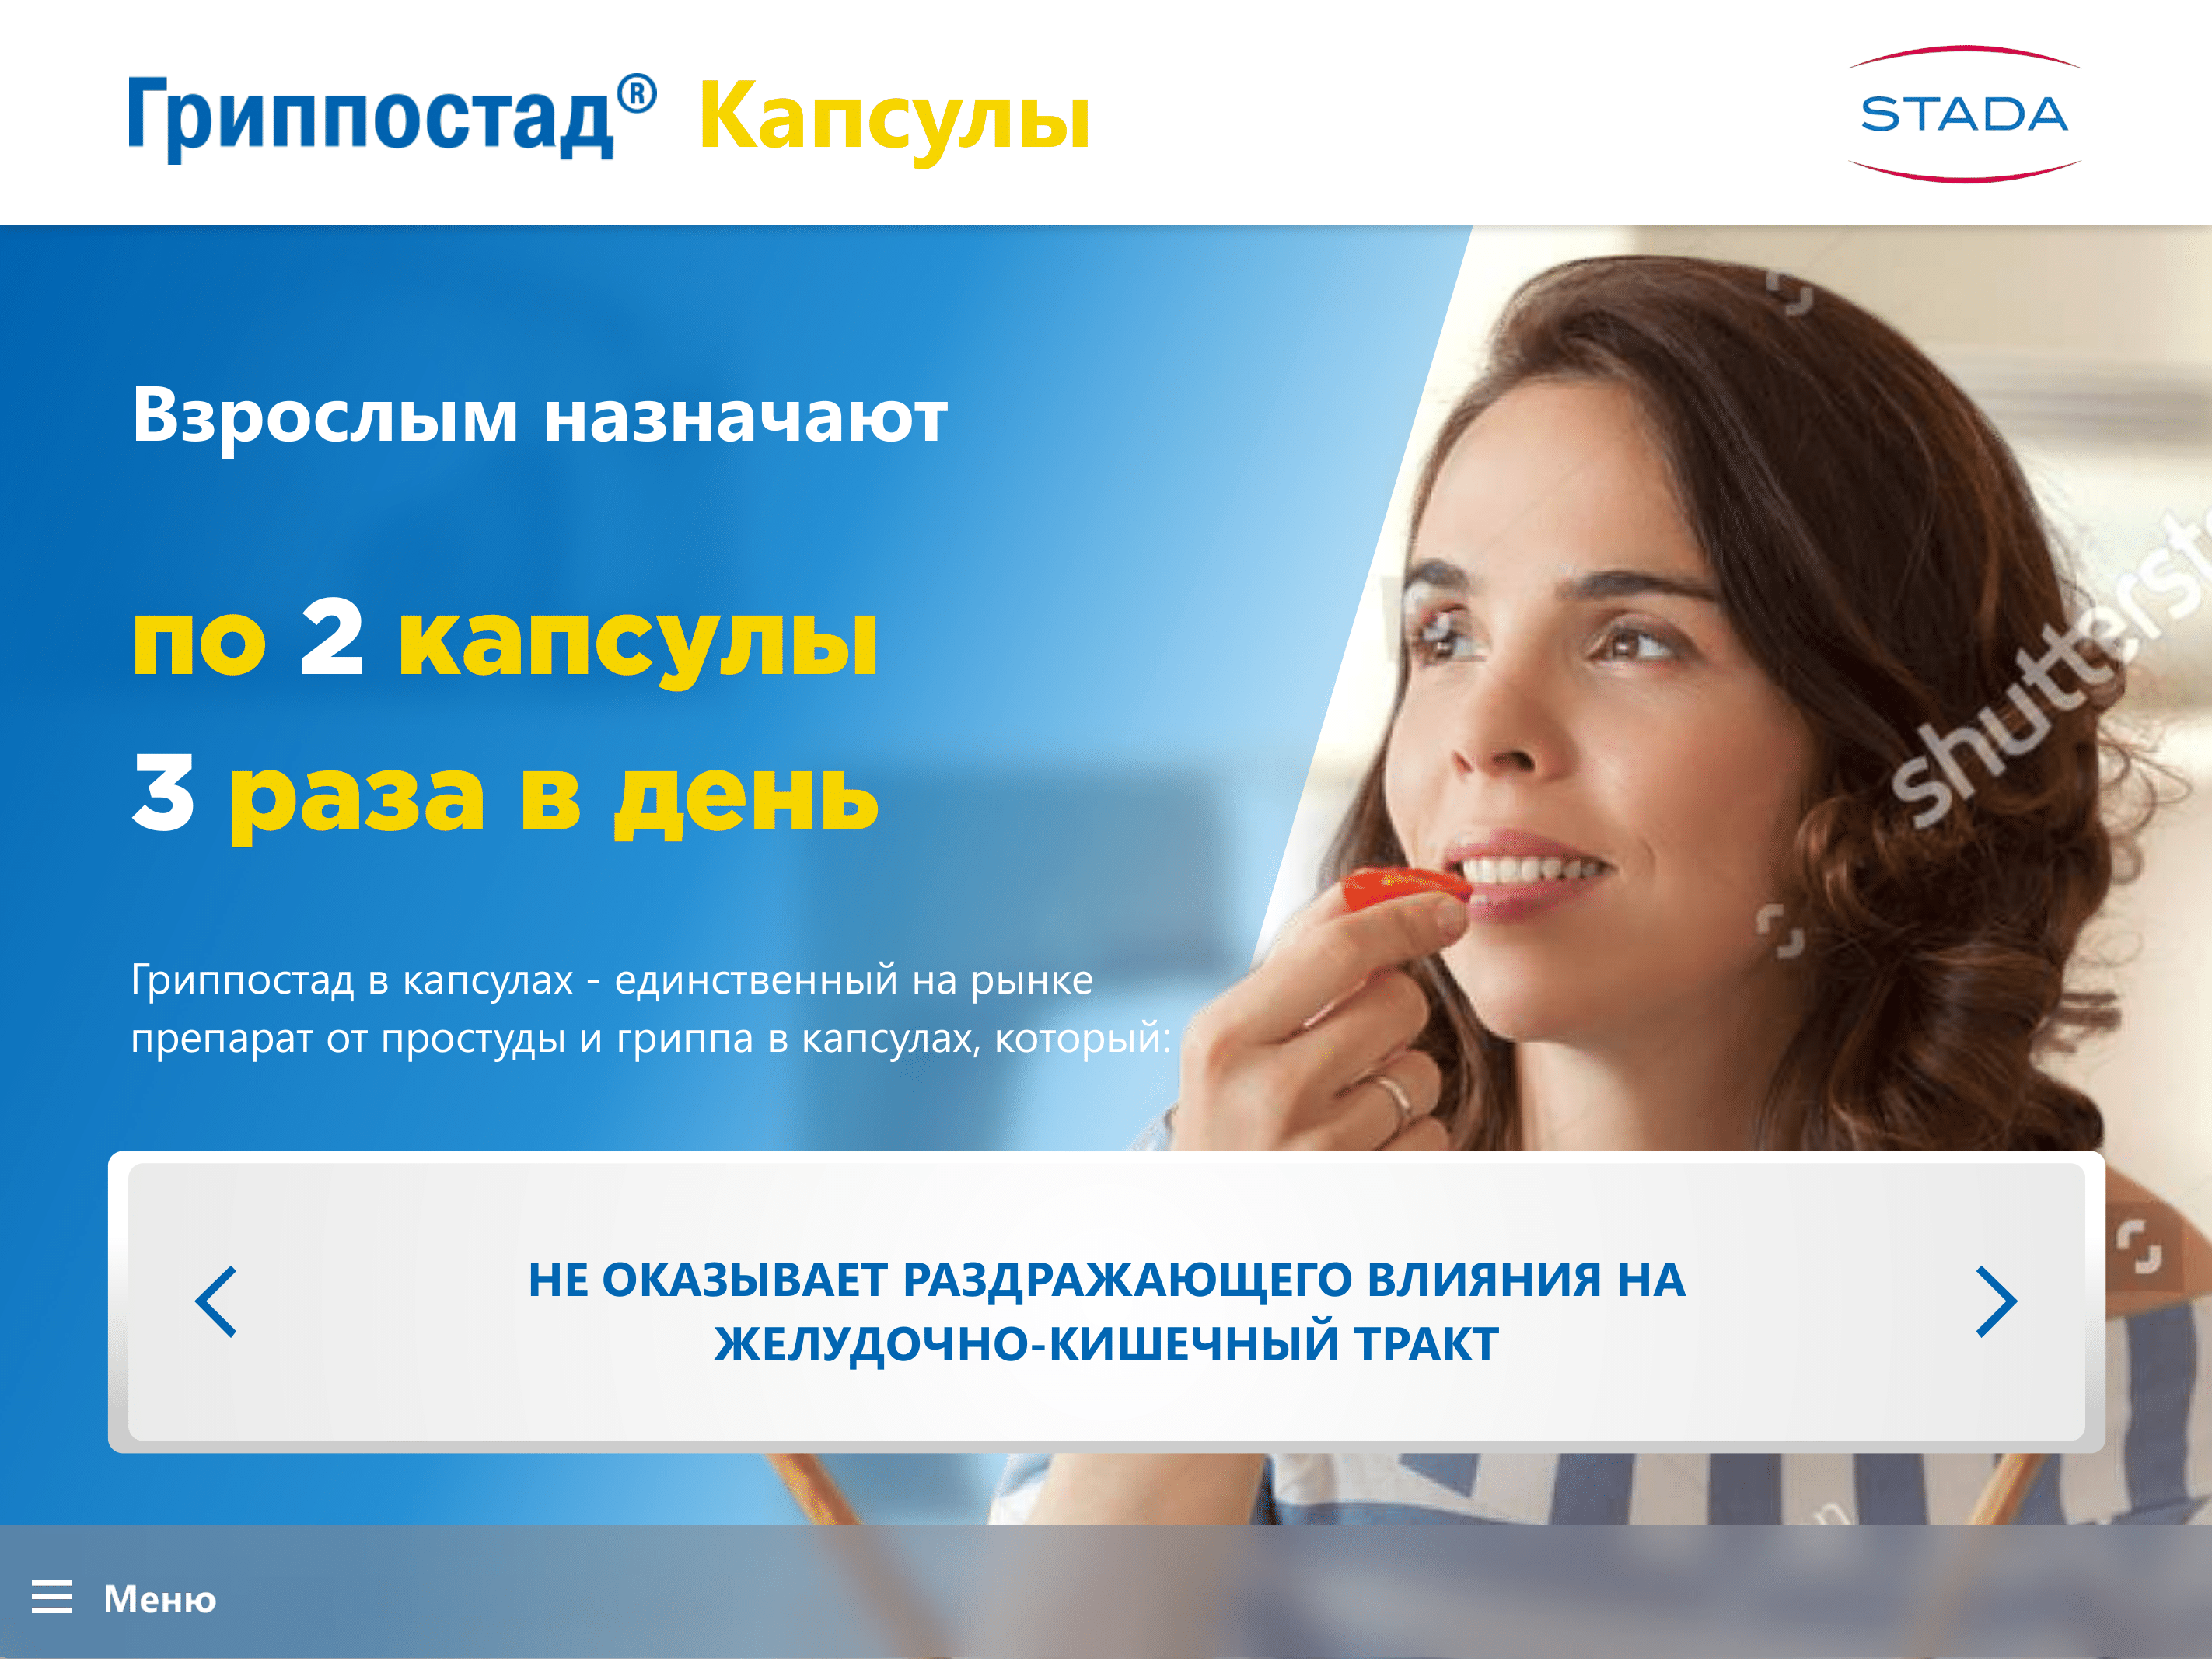 Гриппостад® Капсулы
STADA
Взрослым назначают
по 2 капсулы
3 раза в день
Гриппостад в капсулах - единственный на рынке
препарат от простуды и гриппа в капсулах, который:
НЕ ОКАЗЫВАЕТ РАЗДРАЖАЮЩЕГО ВЛИЯНИЯ НА
ЖЕЛУДОЧНО-КИШЕЧНЫЙ ТРАКТ
Меню